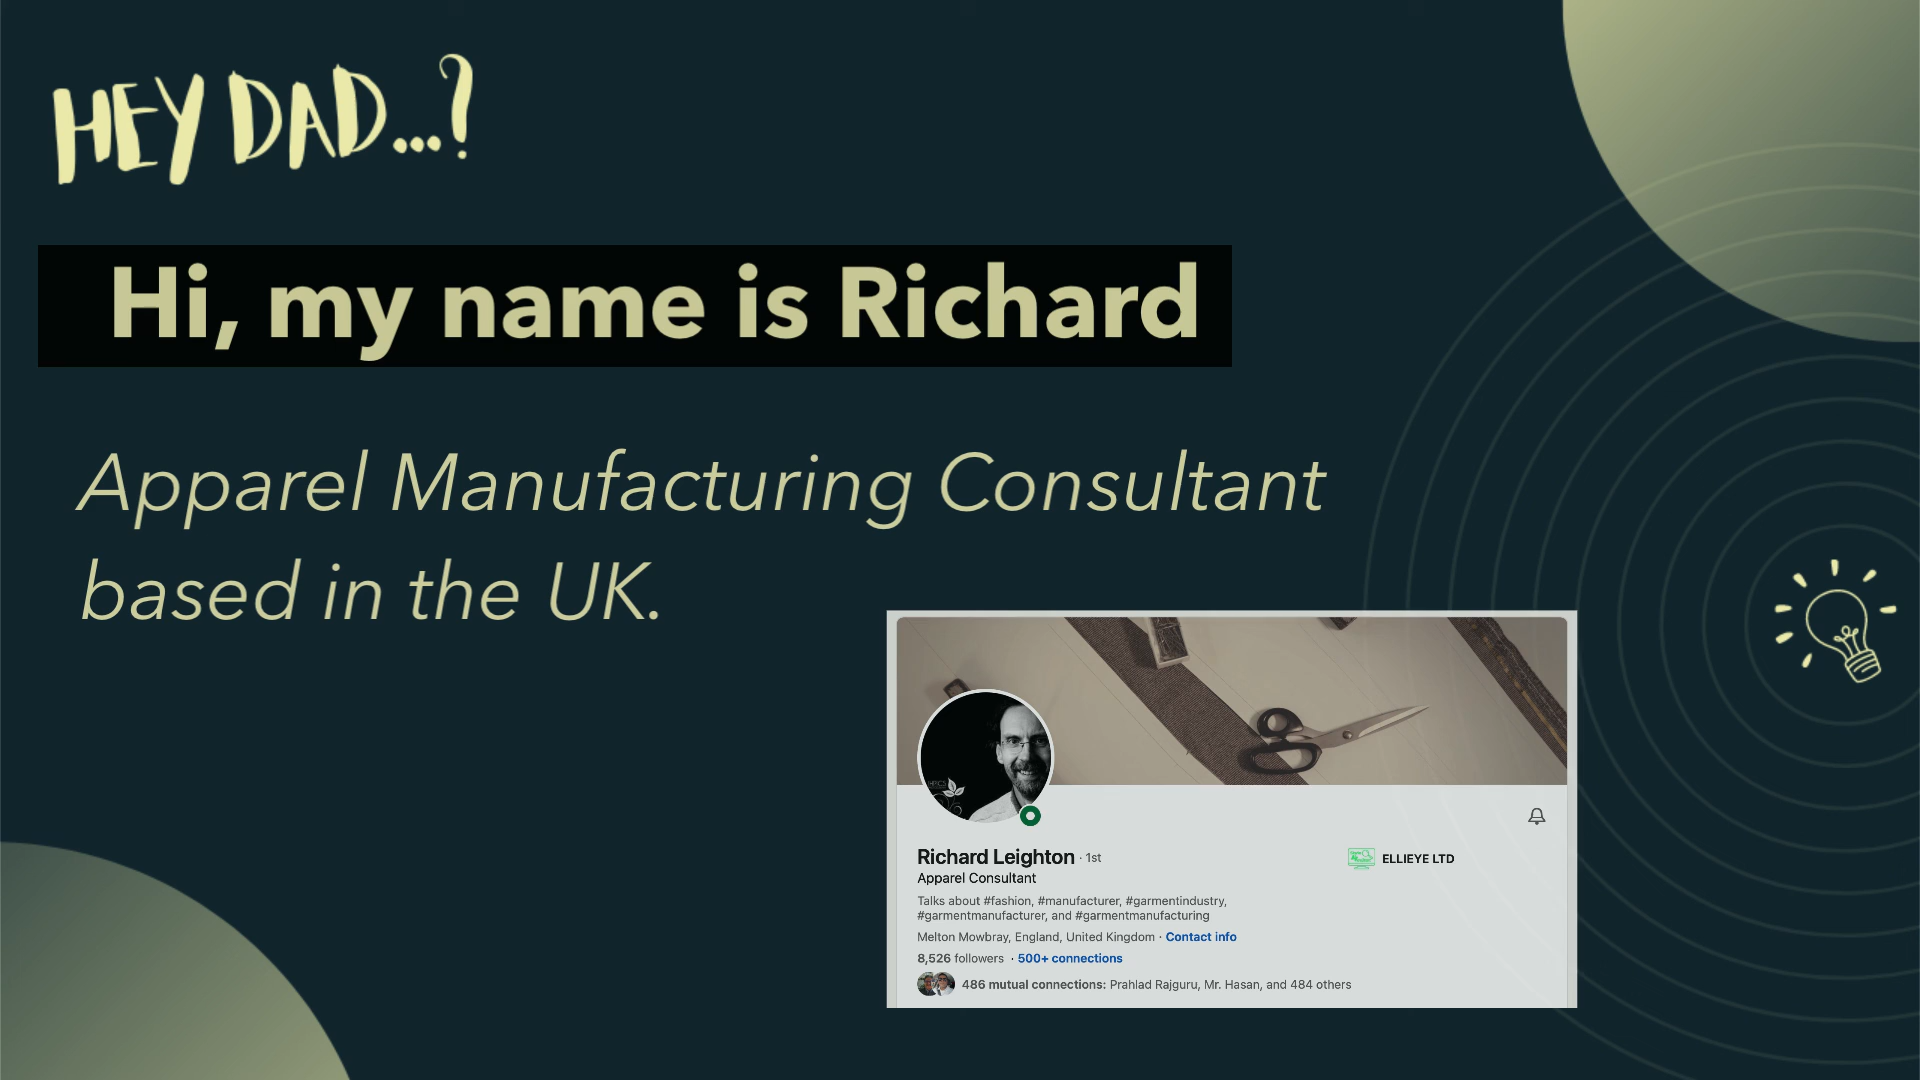 HEY DAD...?
Hi, my name is Richard
Apparel Manufacturing Consultant
based in the UK.
Richard Leighton · 1st
ELLIEYE LTD
Apparel Consultant
Talks about #fashion, #manufacturer, #garmentindustry,
#garmentmanufacturer, and #garmentmanufacturing
Melton Mowbray, England, United Kingdom · Contact info
8,526 followers · 500+ connections
486 mutual connections: Prahlad Rajguru, Mr. Hasan, and 484 others